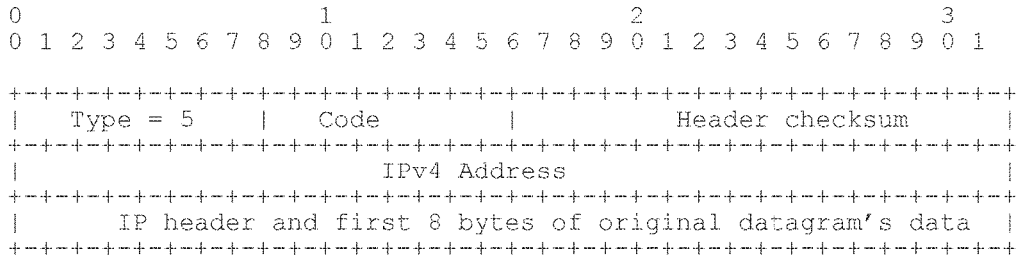 0                   1                   2                   3
0 1 2 3 4 5 6 7 8 9 0 1 2 3 4 5 6 7 8 9 0 1 2 3 4 5 6 7 8 9 0 1
+-+-+-+-+-+-+-+-+-+-+-+-+-+-+-+-+-+-+-+-+-+-+-+-+-+-+-+-+-+-+-+-+
|   Type = 5    |   Code        |          Header checksum      |
+-+-+-+-+-+-+-+-+-+-+-+-+-+-+-+-+-+-+-+-+-+-+-+-+-+-+-+-+-+-+-+-+
|                       IPv4 Address                            |
+-+-+-+-+-+-+-+-+-+-+-+-+-+-+-+-+-+-+-+-+-+-+-+-+-+-+-+-+-+-+-+-+
|      IP header and first 8 bytes of original datagram's data  |
+-+-+-+-+-+-+-+-+-+-+-+-+-+-+-+-+-+-+-+-+-+-+-+-+-+-+-+-+-+-+-+-+